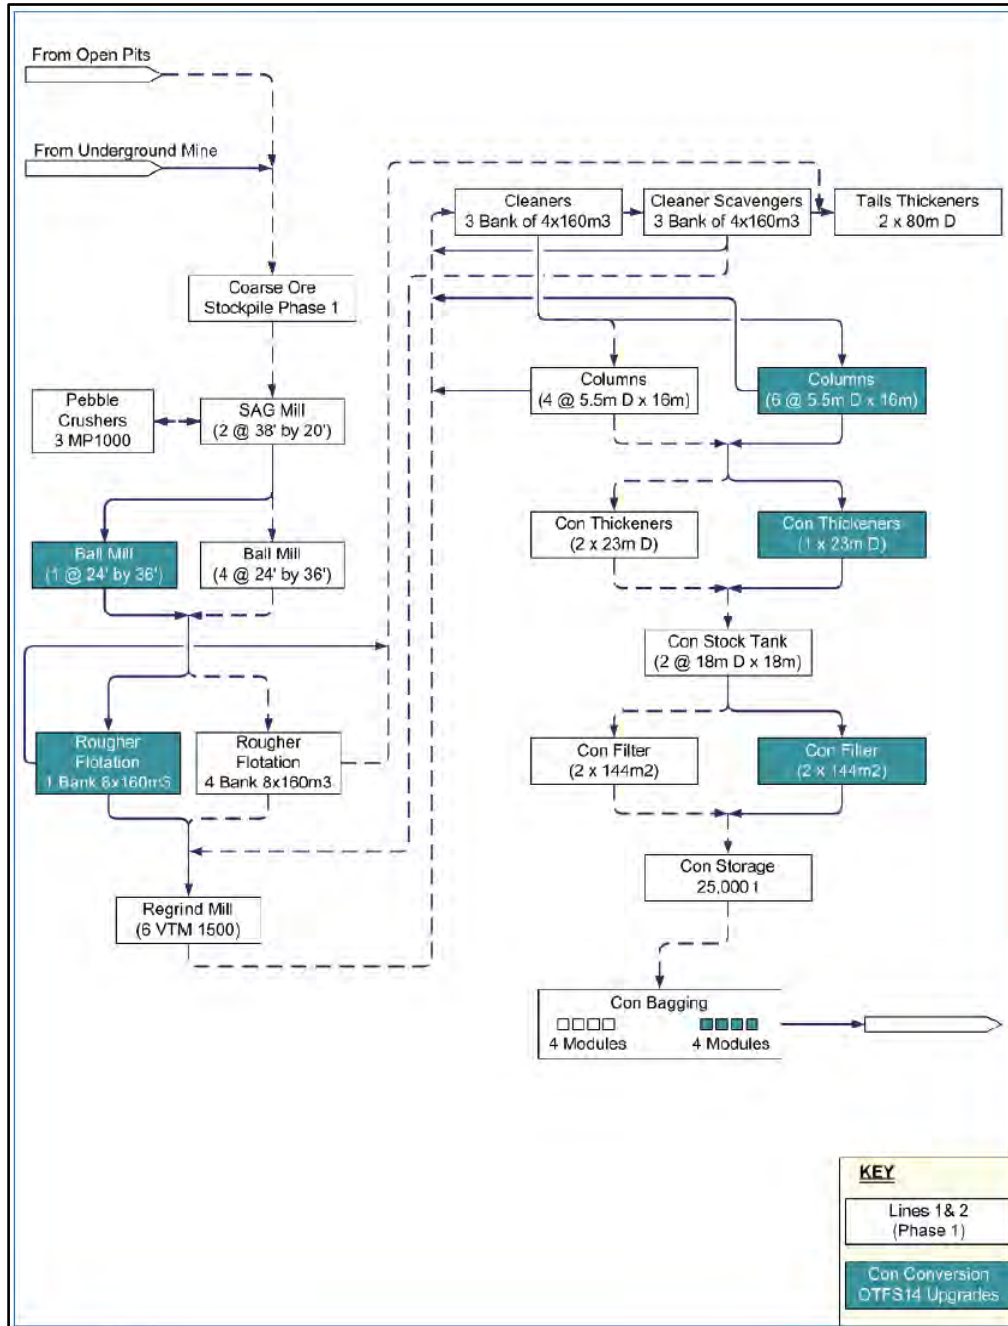 From Open Pits
From Underground Mine
Coarse Ore
Stockpile Phase 1
Pebble
Crushers
3 MP1000
SAG Mill
(2 @ 38' by 20')
Ball Mill
(1 @ 24' by 36')
Ball Mill
(4 @ 24' by 36')
Rougher
Flotation
1 Bank 8x160m3
Rougher
Flotation
4 Bank 8x160m3
Regrind Mill
(6 VTM 1500)
Cleaners
3 Bank of 4x160m3
Cleaner Scavengers
3 Bank of 4x160m3
Tails Thickeners
2 x 80m D
Columns
(4 @ 5.5m D x 16m)
Columns
(6 @ 5.5m D x 16m)
Con Thickeners
(2 x 23m D)
Con Thickeners
(1 x 23m D)
Con Stock Tank
(2 @ 18m D x 18m)
Con Filter
(2 x 144m2)
Con Filter
(2 x 144m2)
Con Storage
25,000 t
Con Bagging
4 Modules
4 Modules
KEY
Lines 1& 2
(Phase 1)
Con Conversion
OTFS14 Upgrades